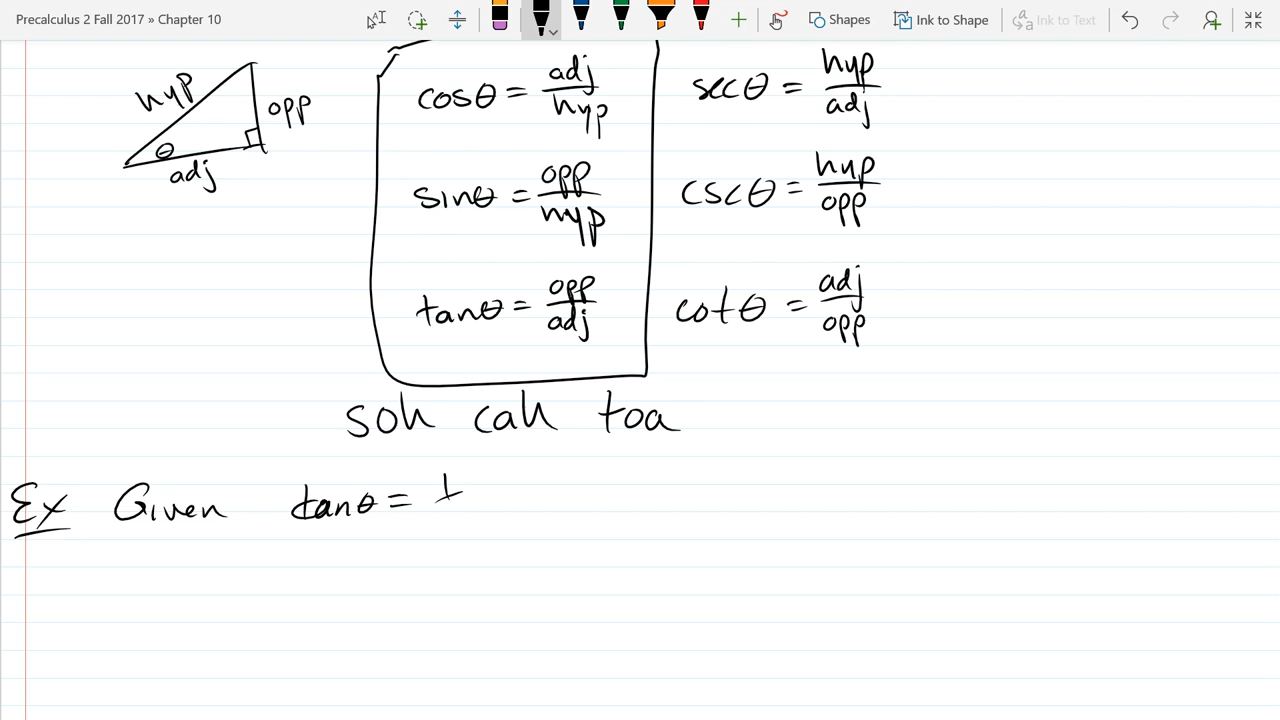 Precalculus 2 Fall 2017 » Chapter 10
Shapes
Ink to Shape
Ink to Text
hyp
opp
θ
adj
cosθ = adj/hyp
secθ = hyp/adj
sinθ = opp/hyp
cscθ = hyp/opp
tanθ = opp/adj
cotθ = adj/opp
soh cah toa
Ex Given tanθ =